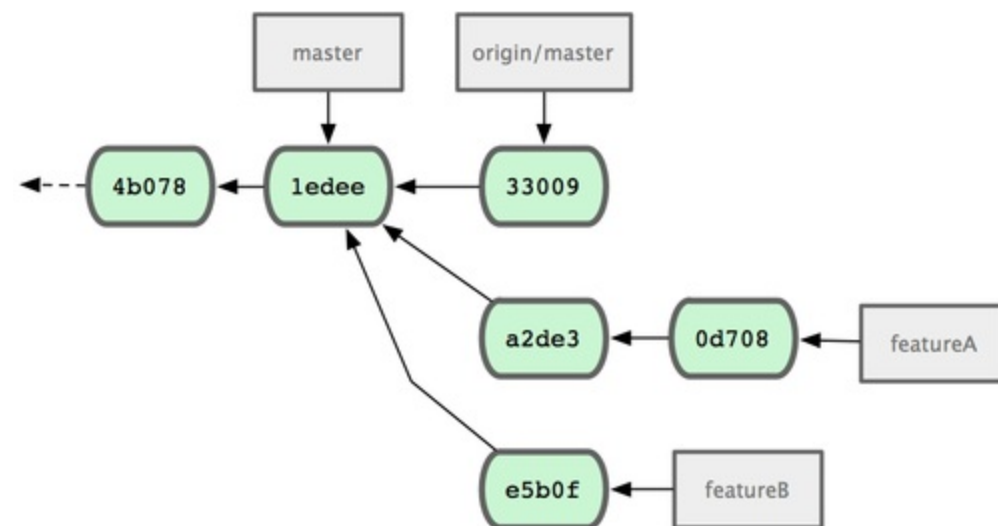 master
origin/master
4b078
1edee
33009
a2de3
0d708
featureA
e5b0f
featureB